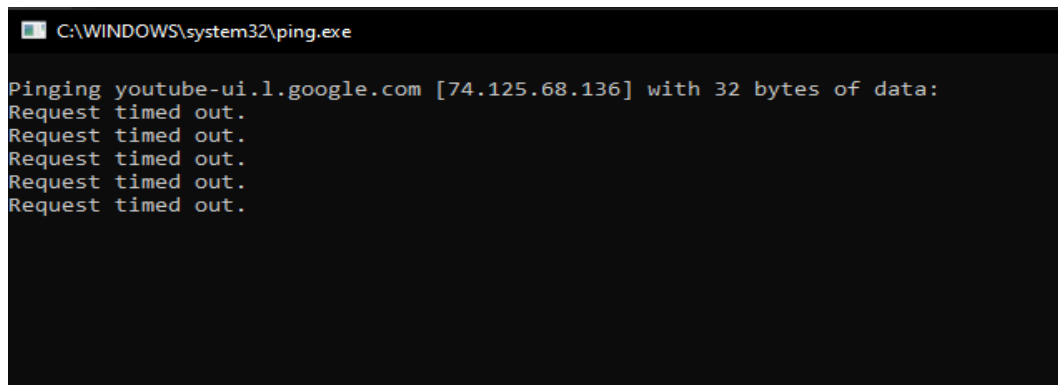 C:\WINDOWS\system32\ping.exe
Pinging youtube-ui.l.google.com [74.125.68.136] with 32 bytes of data:
Request timed out.
Request timed out.
Request timed out.
Request timed out.
Request timed out.